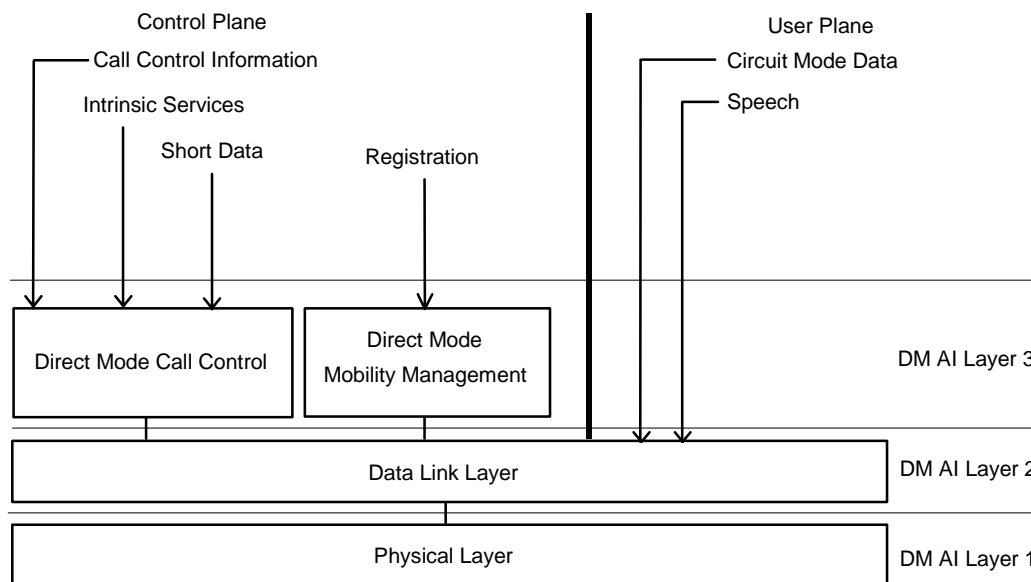 Control Plane
User Plane
Call Control Information
Circuit Mode Data
Intrinsic Services
Speech
Short Data
Registration
Direct Mode Call Control
Direct Mode
Mobility Management
DM AI Layer 3
Data Link Layer
DM AI Layer 2
Physical Layer
DM AI Layer 1